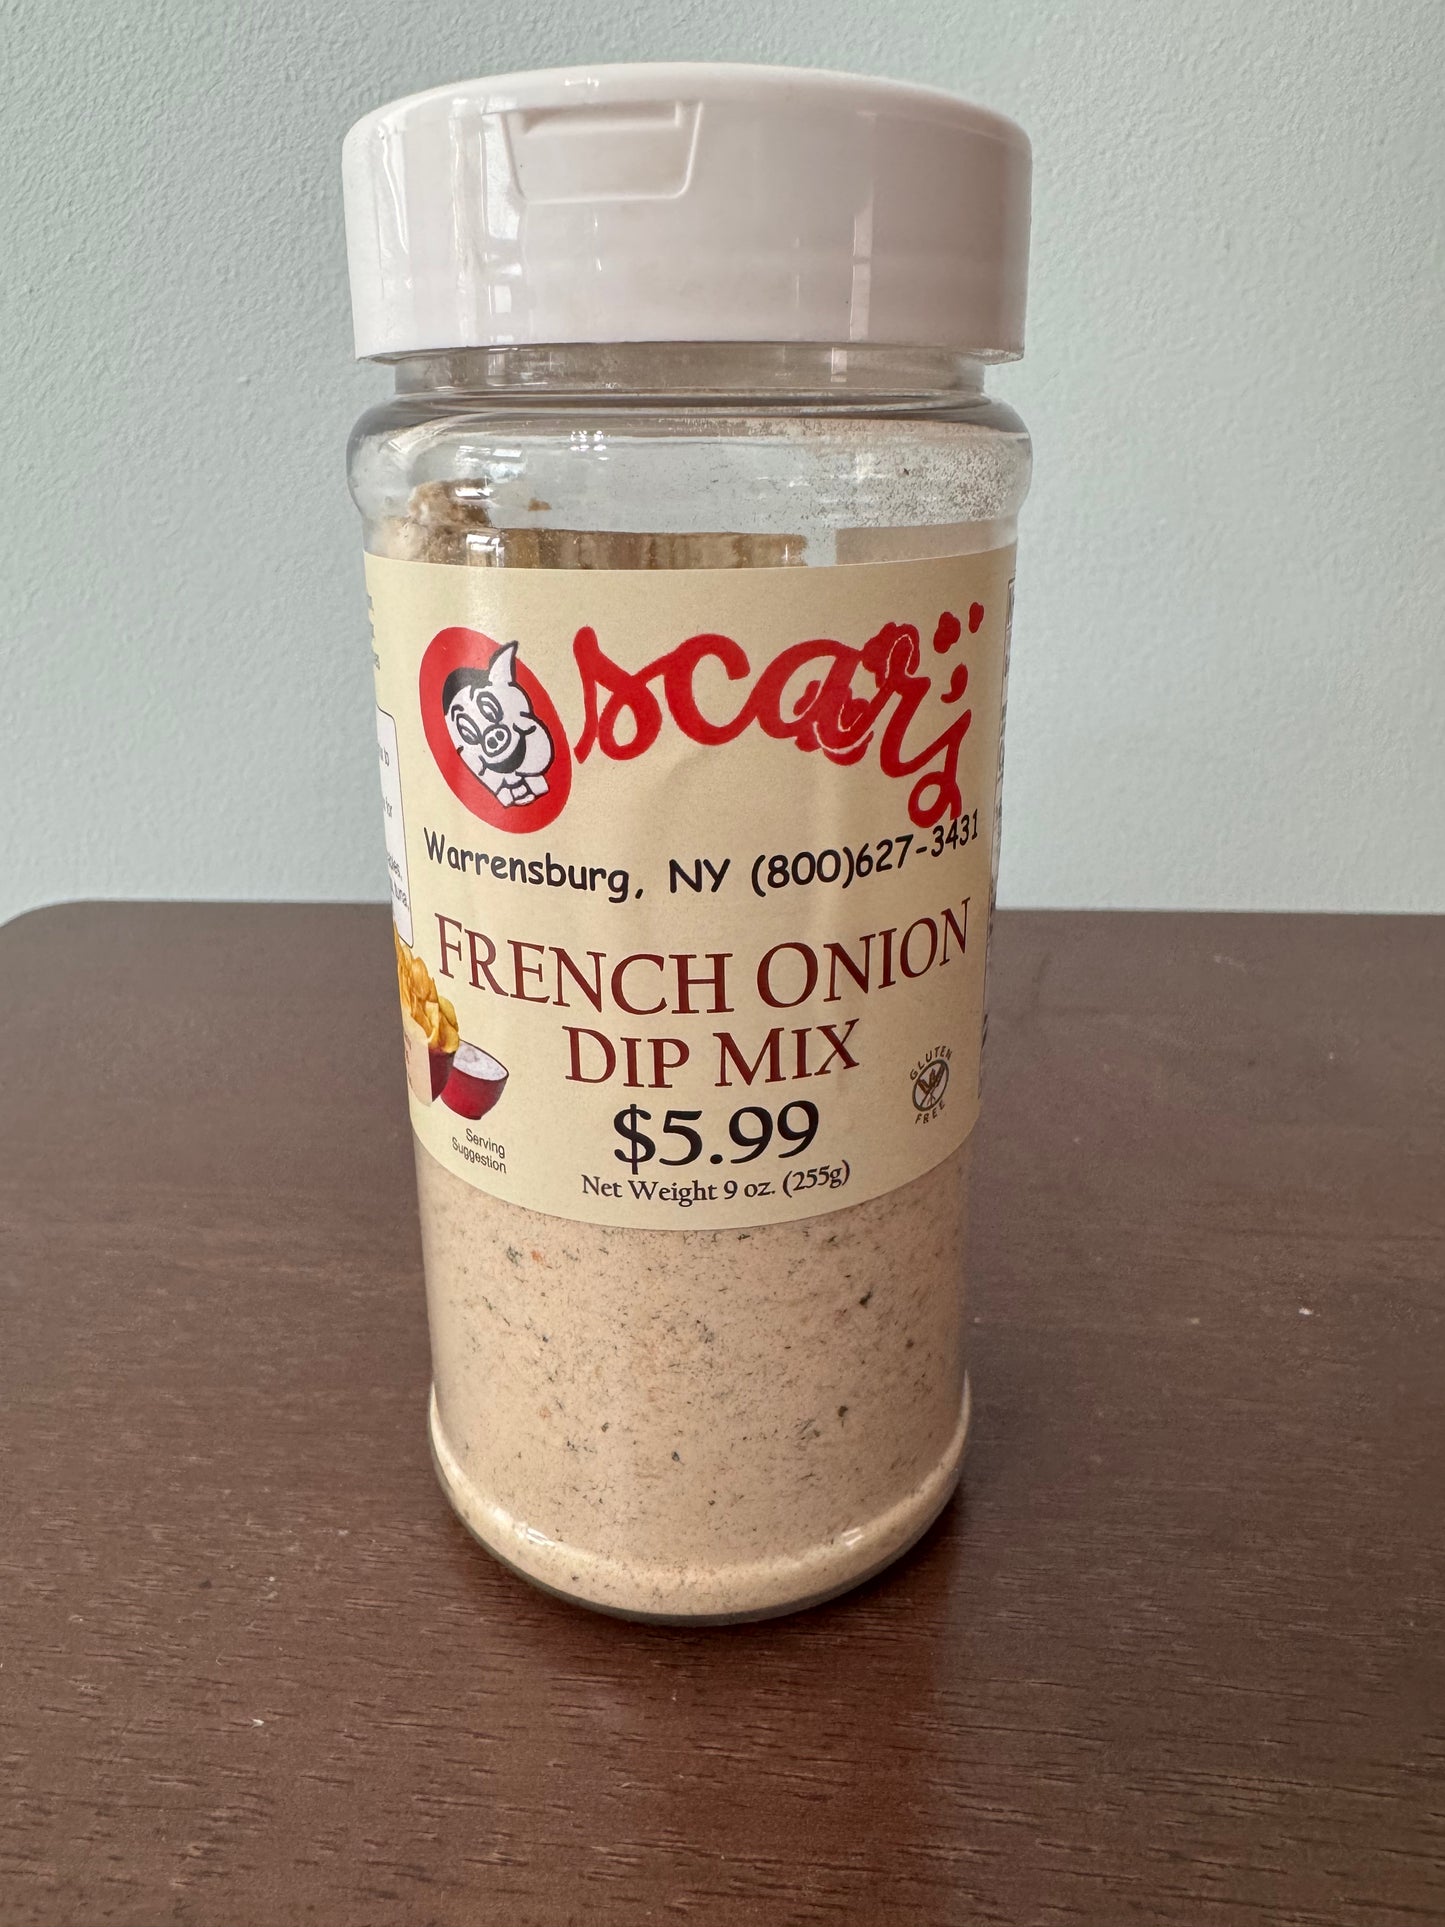 Oscar's
Warrensburg, NY (800)627-3431
FRENCH ONION
DIP MIX
$5.99
Net Weight 9 oz. (255g)
GLUTEN
FREE
Serving
Suggestion